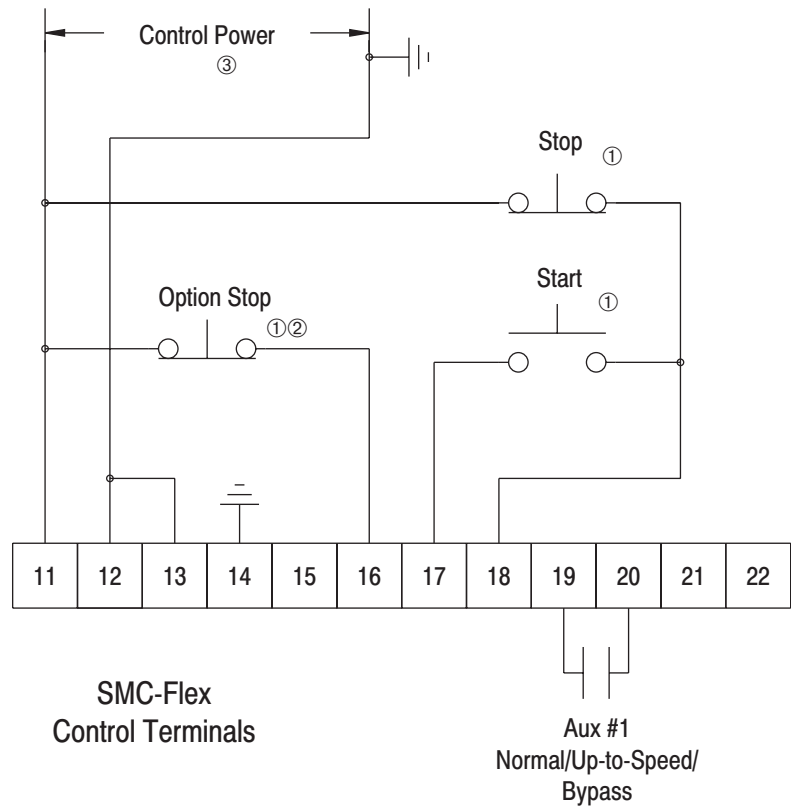 Control Power
③
Stop ①
Start ①
Option Stop
①②
11 12 13 14 15 16 17 18 19 20 21 22
SMC-Flex
Control Terminals
Aux #1
Normal/Up-to-Speed/
Bypass